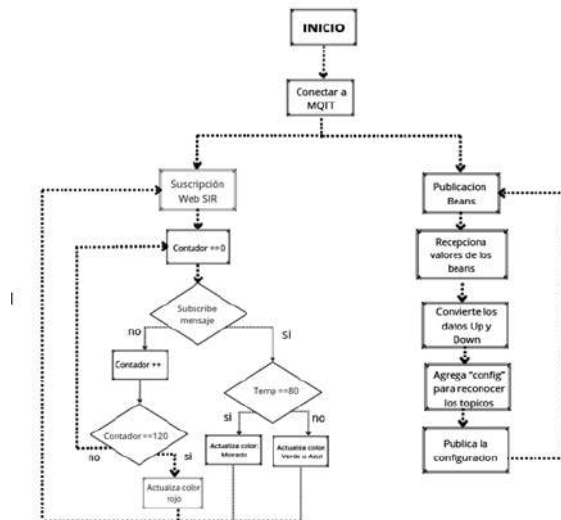 INICIO
Conectar a
MQTT
Suscripción
Web SIR
Publicacion
Beans
Contador ==0
Recepciona
valores de los
beans
Subscribe
mensaje
no
si
Convierte los
datos Up y
Down
Contador ++
Temp ==80
Agrega "config"
para reconocer
los topicos
si
no
Contador ==120
no
si
Actualiza color:
Morado
Actualiza color
Verde o Azul
Publica la
configuracion
Actualiza color
rojo